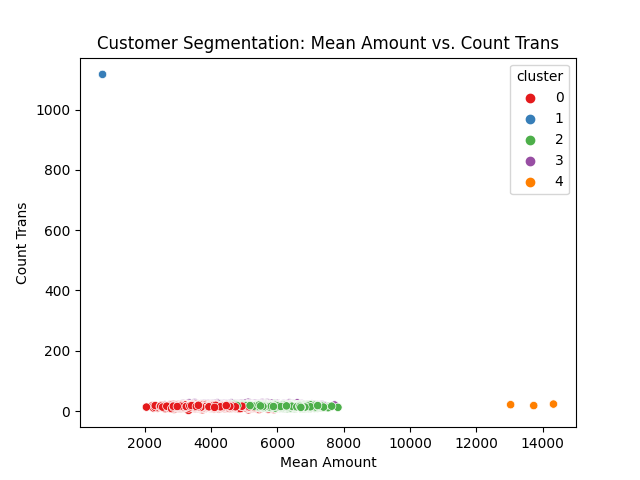 Customer Segmentation: Mean Amount vs. Count Trans
cluster
0
1
2
3
4
1000
800
600
400
200
0
Count Trans
2000 4000 6000 8000 10000 12000 14000
Mean Amount